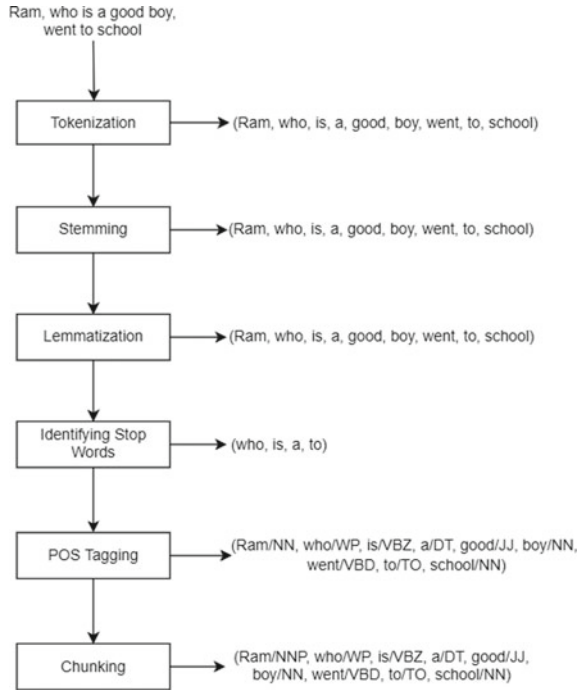 Ram, who is a good boy,
went to school
Tokenization
(Ram, who, is, a, good, boy, went, to, school)
Stemming
(Ram, who, is, a, good, boy, went, to, school)
Lemmatization
(Ram, who, is, a, good, boy, went, to, school)
Identifying Stop
Words
(who, is, a, to)
POS Tagging
(Ram/NN, who/WP, is/VBZ, a/DT, good/JJ, boy/NN,
went/VBD, to/TO, school/NN)
Chunking
(Ram/NNP, who/WP, is/VBZ, a/DT, good/JJ,
boy/NN, went/VBD, to/TO, school/NN)